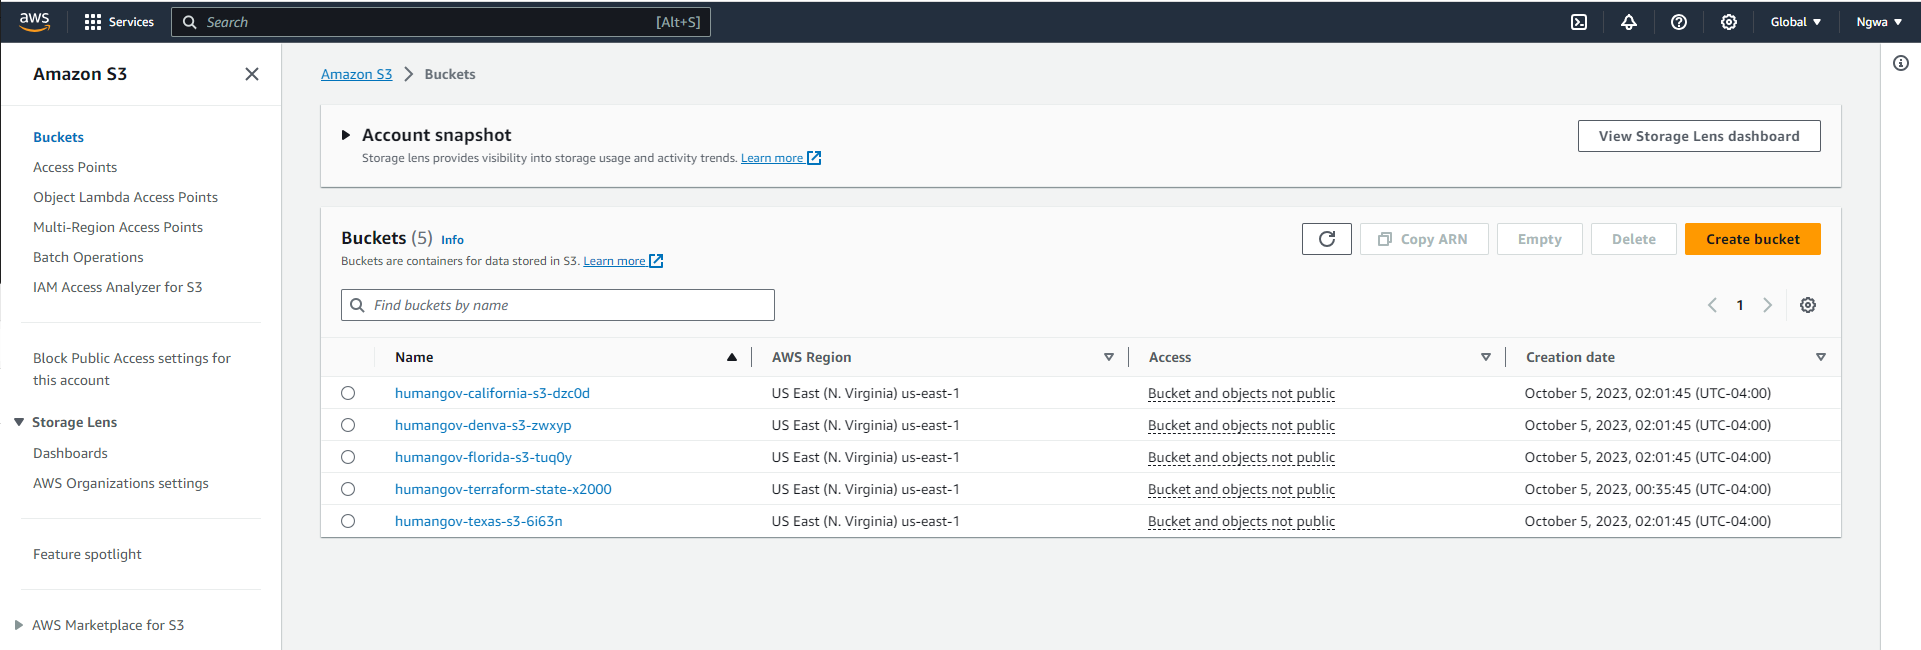 aws Services Search [Alt+S] Global Ngwa
Amazon S3
Buckets
Access Points
Object Lambda Access Points
Multi-Region Access Points
Batch Operations
IAM Access Analyzer for S3
Block Public Access settings for
this account
Storage Lens
Dashboards
AWS Organizations settings
Feature spotlight
AWS Marketplace for S3
Amazon S3 Buckets
Account snapshot
Storage lens provides visibility into storage usage and activity trends. Learn more
View Storage Lens dashboard
Buckets (5) Info
Buckets are containers for data stored in S3. Learn more
Copy ARN Empty Delete Create bucket
Find buckets by name
1
Name AWS Region Access Creation date
humangov-california-s3-dzc0d US East (N. Virginia) us-east-1 Bucket and objects not public October 5, 2023, 02:01:45 (UTC-04:00)
humangov-denva-s3-zwxyp US East (N. Virginia) us-east-1 Bucket and objects not public October 5, 2023, 02:01:45 (UTC-04:00)
humangov-florida-s3-tuq0y US East (N. Virginia) us-east-1 Bucket and objects not public October 5, 2023, 02:01:45 (UTC-04:00)
humangov-terraform-state-x2000 US East (N. Virginia) us-east-1 Bucket and objects not public October 5, 2023, 00:35:45 (UTC-04:00)
humangov-texas-s3-6i63n US East (N. Virginia) us-east-1 Bucket and objects not public October 5, 2023, 02:01:45 (UTC-04:00)